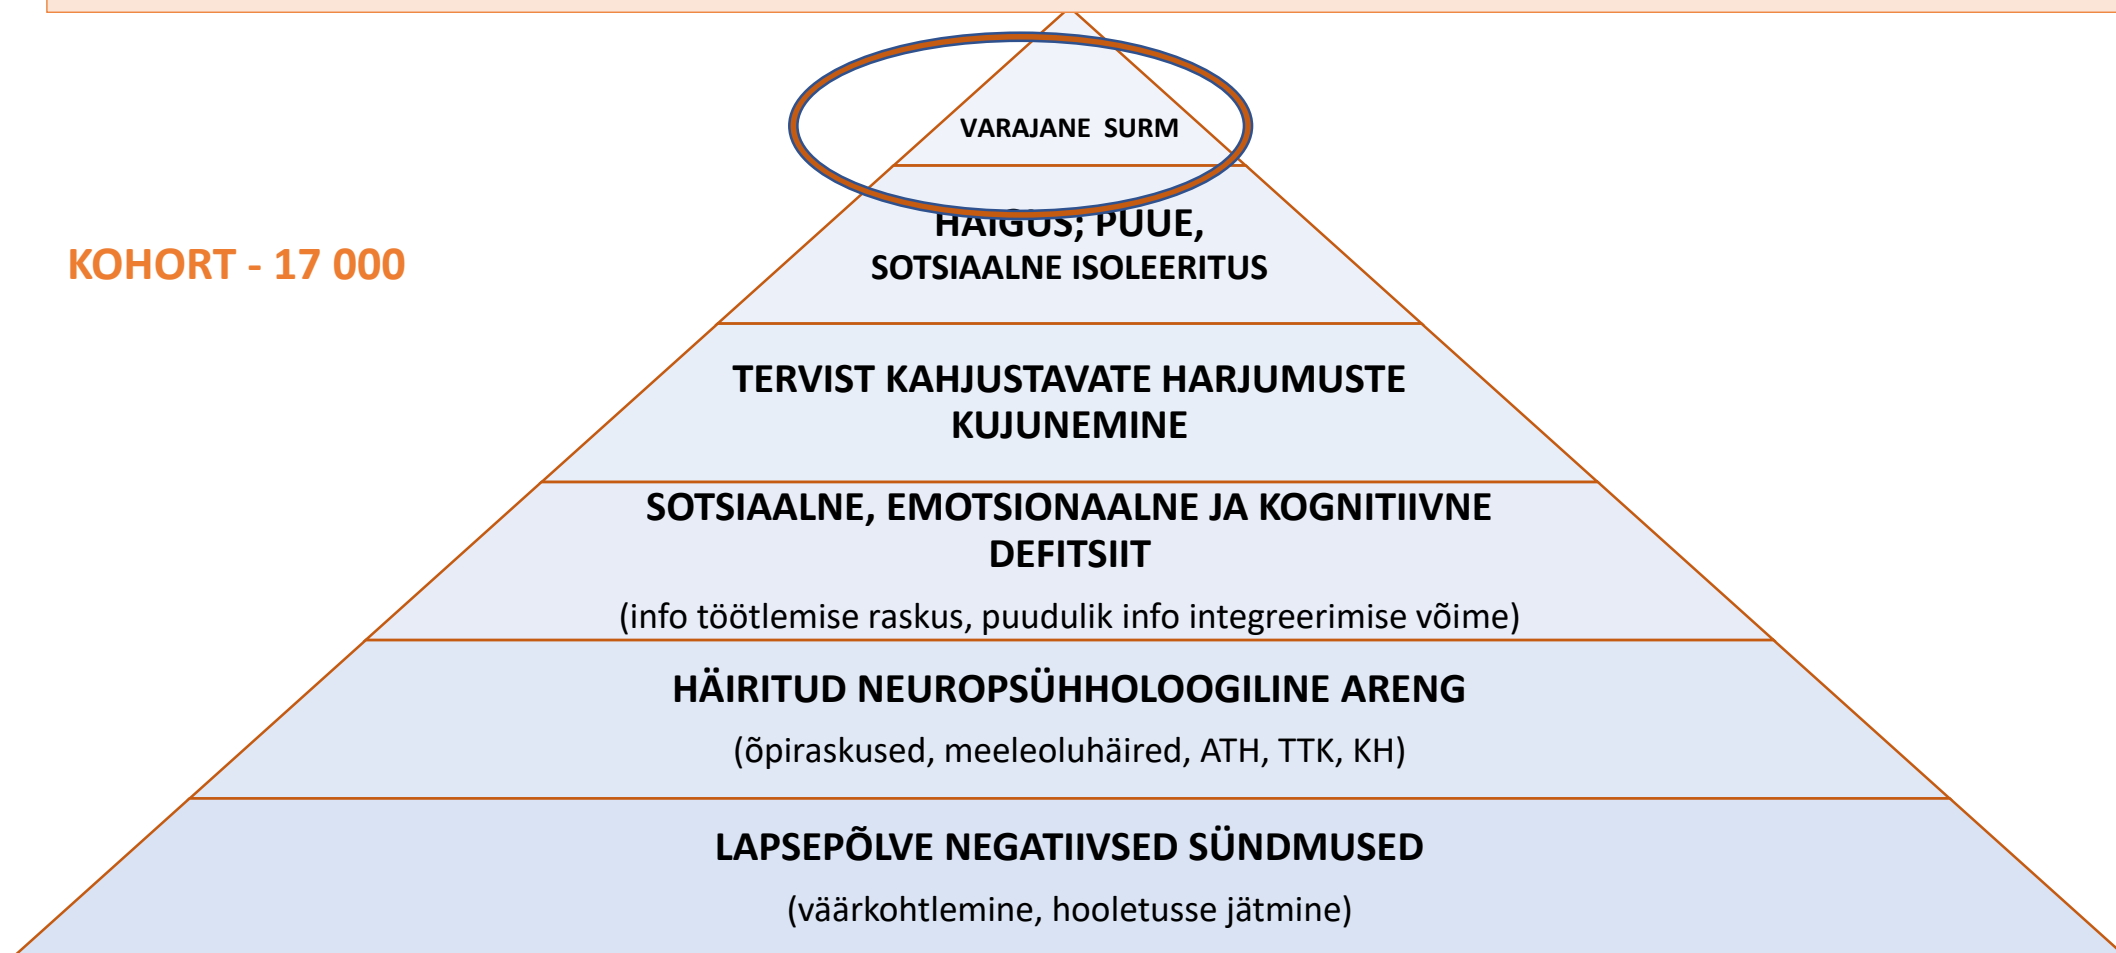 VARAJANE SURM
HAIGUS; PUUE,
SOTSIAALNE ISOLEERITUS
KOHORT - 17 000
TERVIST KAHJUSTAVATE HARJUMUSTE
KUJUNEMINE
SOTSIAALNE, EMOTSIONAALNE JA KOGNITIIVNE
DEFITSIIT
(info töötlemise raskus, puudulik info integreerimise võime)
HÄIRITUD NEUROPSÜHHOLOOGILINE ARENG
(õpiraskused, meeleoluhäired, ATH, TTK, KH)
LAPSEPÕLVE NEGATIIVSED SÜNDMUSED
(väärkohtlemine, hooletusse jätmine)